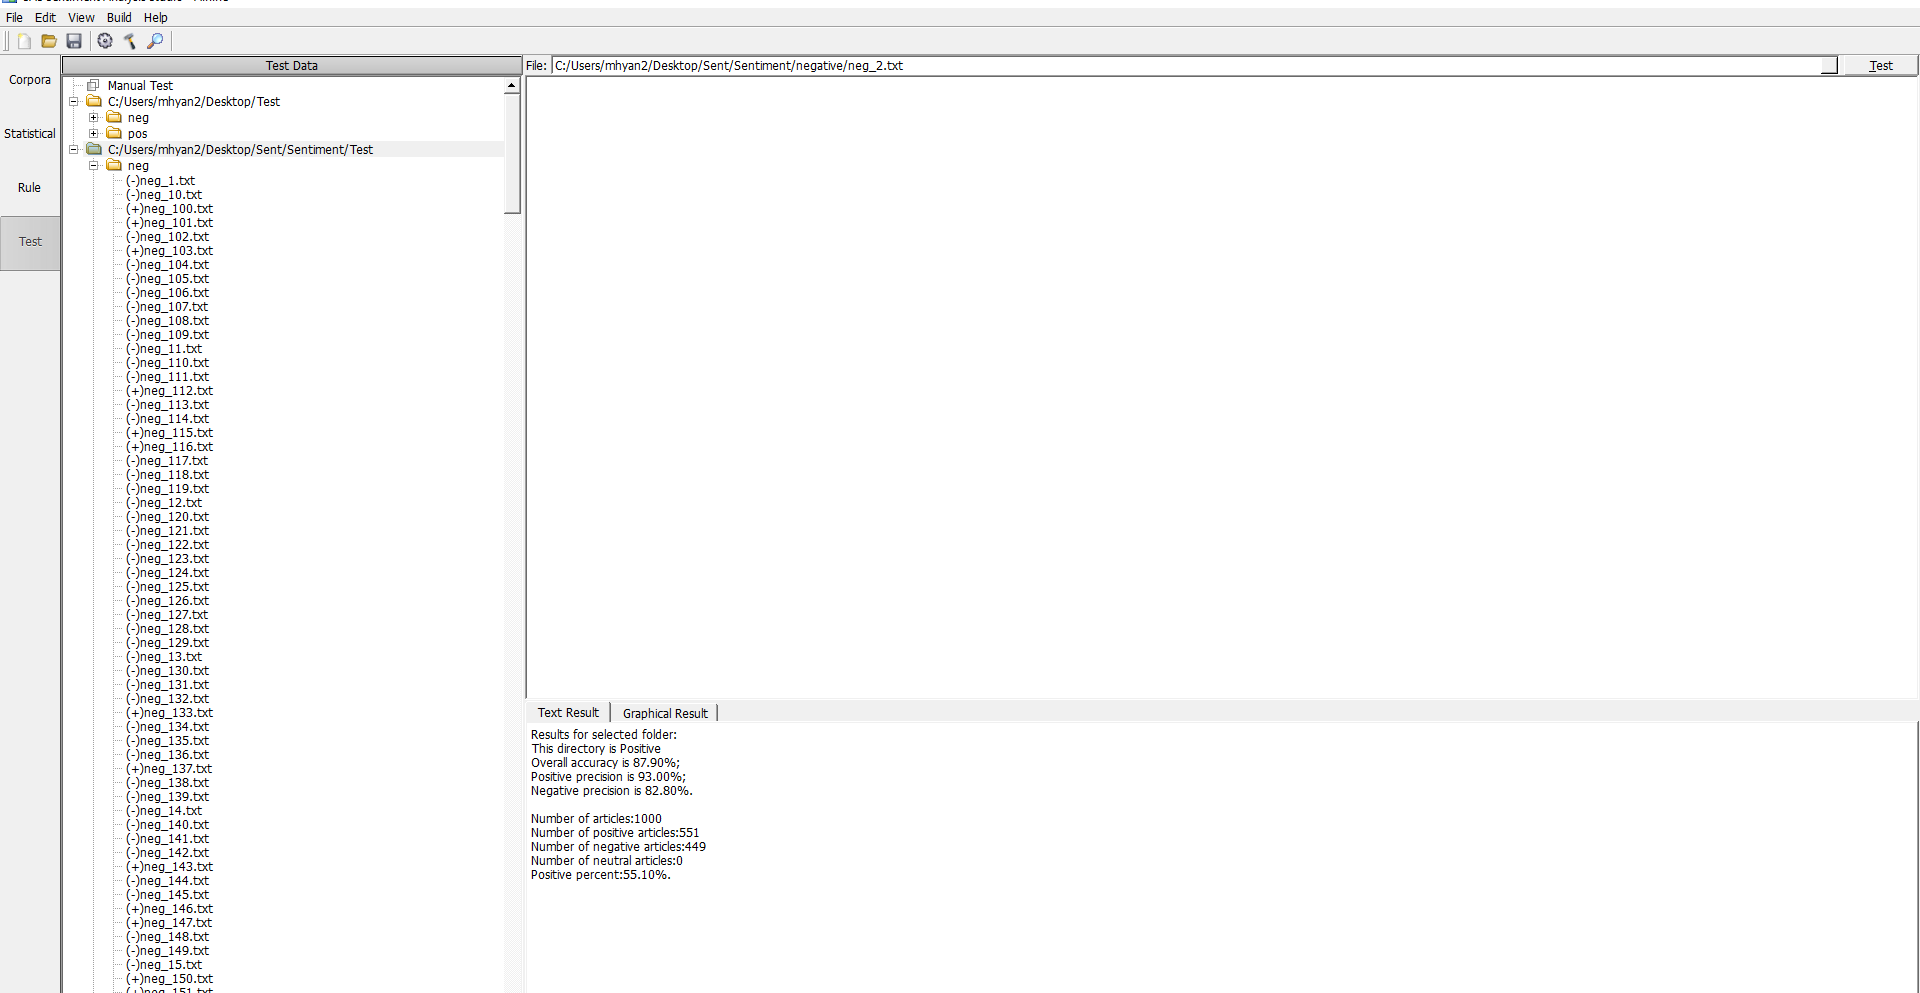 File Edit View Build Help
Corpora
Statistical
Rule
Test
Test Data
Manual Test
C:/Users/mhyan2/Desktop/Test
neg
pos
C:/Users/mhyan2/Desktop/Sent/Sentiment/Test
neg
(-)neg_1.txt
(-)neg_10.txt
(+)neg_100.txt
(+)neg_101.txt
(-)neg_102.txt
(+)neg_103.txt
(-)neg_104.txt
(-)neg_105.txt
(-)neg_106.txt
(-)neg_107.txt
(-)neg_108.txt
(-)neg_109.txt
(-)neg_11.txt
(-)neg_110.txt
(-)neg_111.txt
(+)neg_112.txt
(-)neg_113.txt
(-)neg_114.txt
(+)neg_115.txt
(+)neg_116.txt
(-)neg_117.txt
(-)neg_118.txt
(-)neg_119.txt
(-)neg_12.txt
(-)neg_120.txt
(-)neg_121.txt
(-)neg_122.txt
(-)neg_123.txt
(-)neg_124.txt
(-)neg_125.txt
(-)neg_126.txt
(-)neg_127.txt
(-)neg_128.txt
(-)neg_129.txt
(-)neg_13.txt
(-)neg_130.txt
(-)neg_131.txt
(-)neg_132.txt
(+)neg_133.txt
(-)neg_134.txt
(-)neg_135.txt
(-)neg_136.txt
(+)neg_137.txt
(-)neg_138.txt
(-)neg_139.txt
(-)neg_14.txt
(-)neg_140.txt
(-)neg_141.txt
(-)neg_142.txt
(+)neg_143.txt
(-)neg_144.txt
(-)neg_145.txt
(+)neg_146.txt
(+)neg_147.txt
(-)neg_148.txt
(-)neg_149.txt
(-)neg_15.txt
(+)neg_150.txt
(+)neg_151.txt
File: C:/Users/mhyan2/Desktop/Sent/Sentiment/negative/neg_2.txt Test
Text Result Graphical Result
Results for selected folder:
This directory is Positive
Overall accuracy is 87.90%;
Positive precision is 93.00%;
Negative precision is 82.80%.
Number of articles:1000
Number of positive articles:551
Number of negative articles:449
Number of neutral articles:0
Positive percent:55.10%.